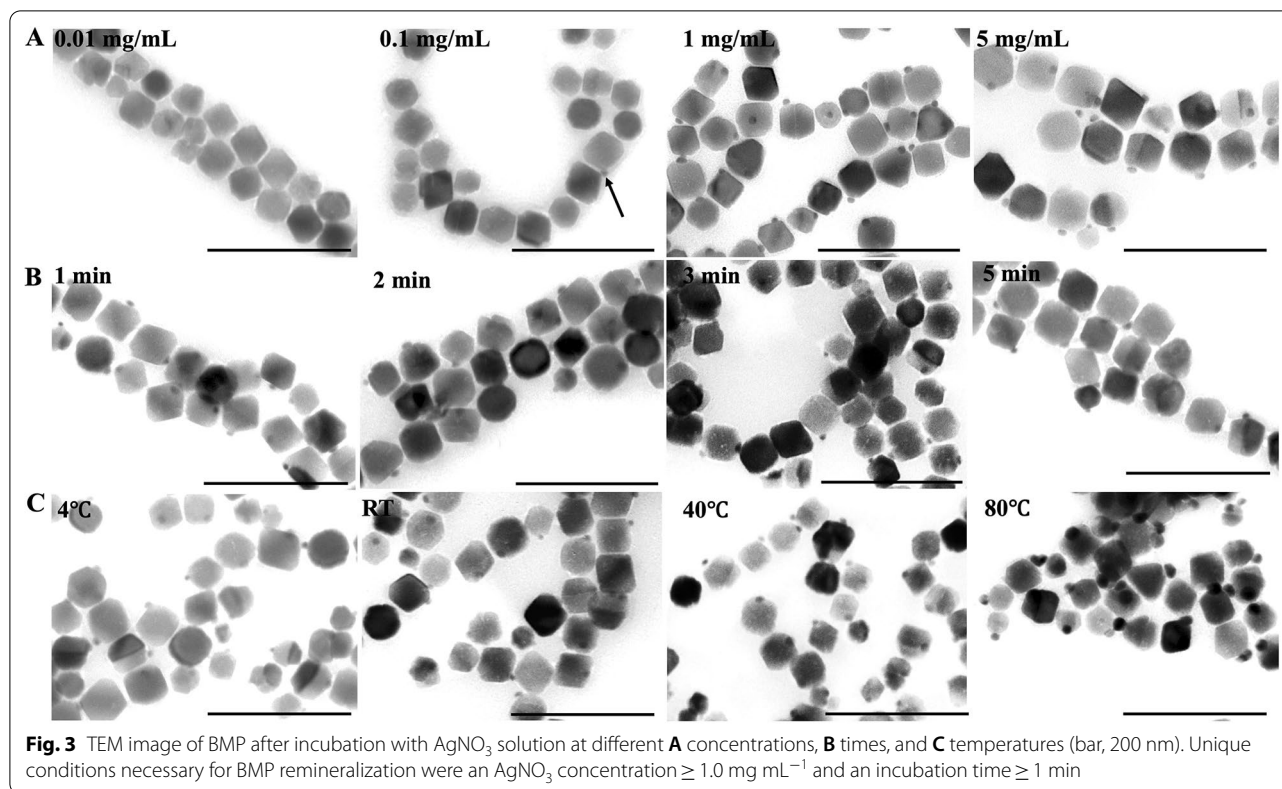 A 0.01 mg/mL 0.1 mg/mL 1 mg/mL 5 mg/mL
B 1 min 2 min 3 min 5 min
C 4℃ RT 40℃ 80℃
Fig. 3 TEM image of BMP after incubation with AgNO₃ solution at different A concentrations, B times, and C temperatures (bar, 200 nm). Unique
conditions necessary for BMP remineralization were an AgNO₃ concentration ≥ 1.0 mg mL⁻¹ and an incubation time ≥ 1 min